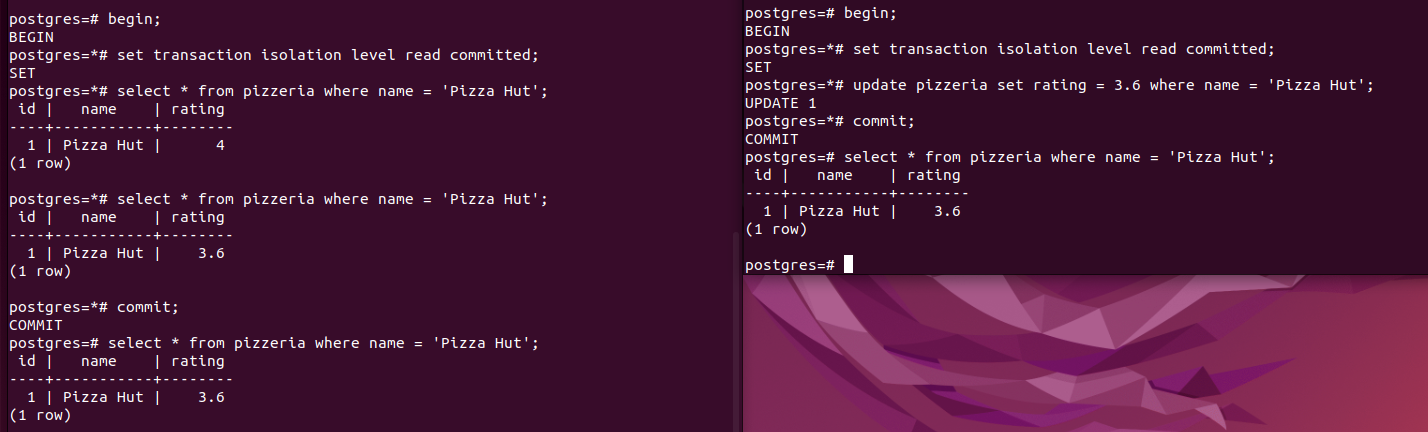 postgres=# begin;
BEGIN
postgres=*# set transaction isolation level read committed;
SET
postgres=*# select * from pizzeria where name = 'Pizza Hut';
 id |   name    | rating
----+-----------+--------
  1 | Pizza Hut |      4
(1 row)

postgres=*# select * from pizzeria where name = 'Pizza Hut';
 id |   name    | rating
----+-----------+--------
  1 | Pizza Hut |    3.6
(1 row)

postgres=*# commit;
COMMIT
postgres=# select * from pizzeria where name = 'Pizza Hut';
 id |   name    | rating
----+-----------+--------
  1 | Pizza Hut |    3.6
(1 row)

postgres=# begin;
BEGIN
postgres=*# set transaction isolation level read committed;
SET
postgres=*# update pizzeria set rating = 3.6 where name = 'Pizza Hut';
UPDATE 1
postgres=*# commit;
COMMIT
postgres=# select * from pizzeria where name = 'Pizza Hut';
 id |   name    | rating
----+-----------+--------
  1 | Pizza Hut |    3.6
(1 row)

postgres=#